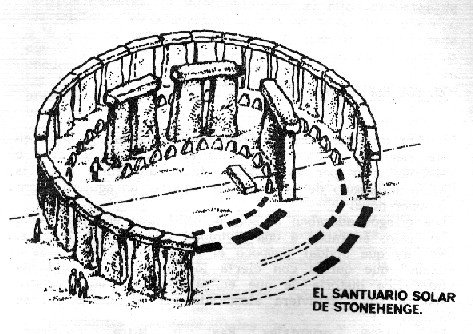 EL SANTUARIO SOLAR
DE STONEHENGE.